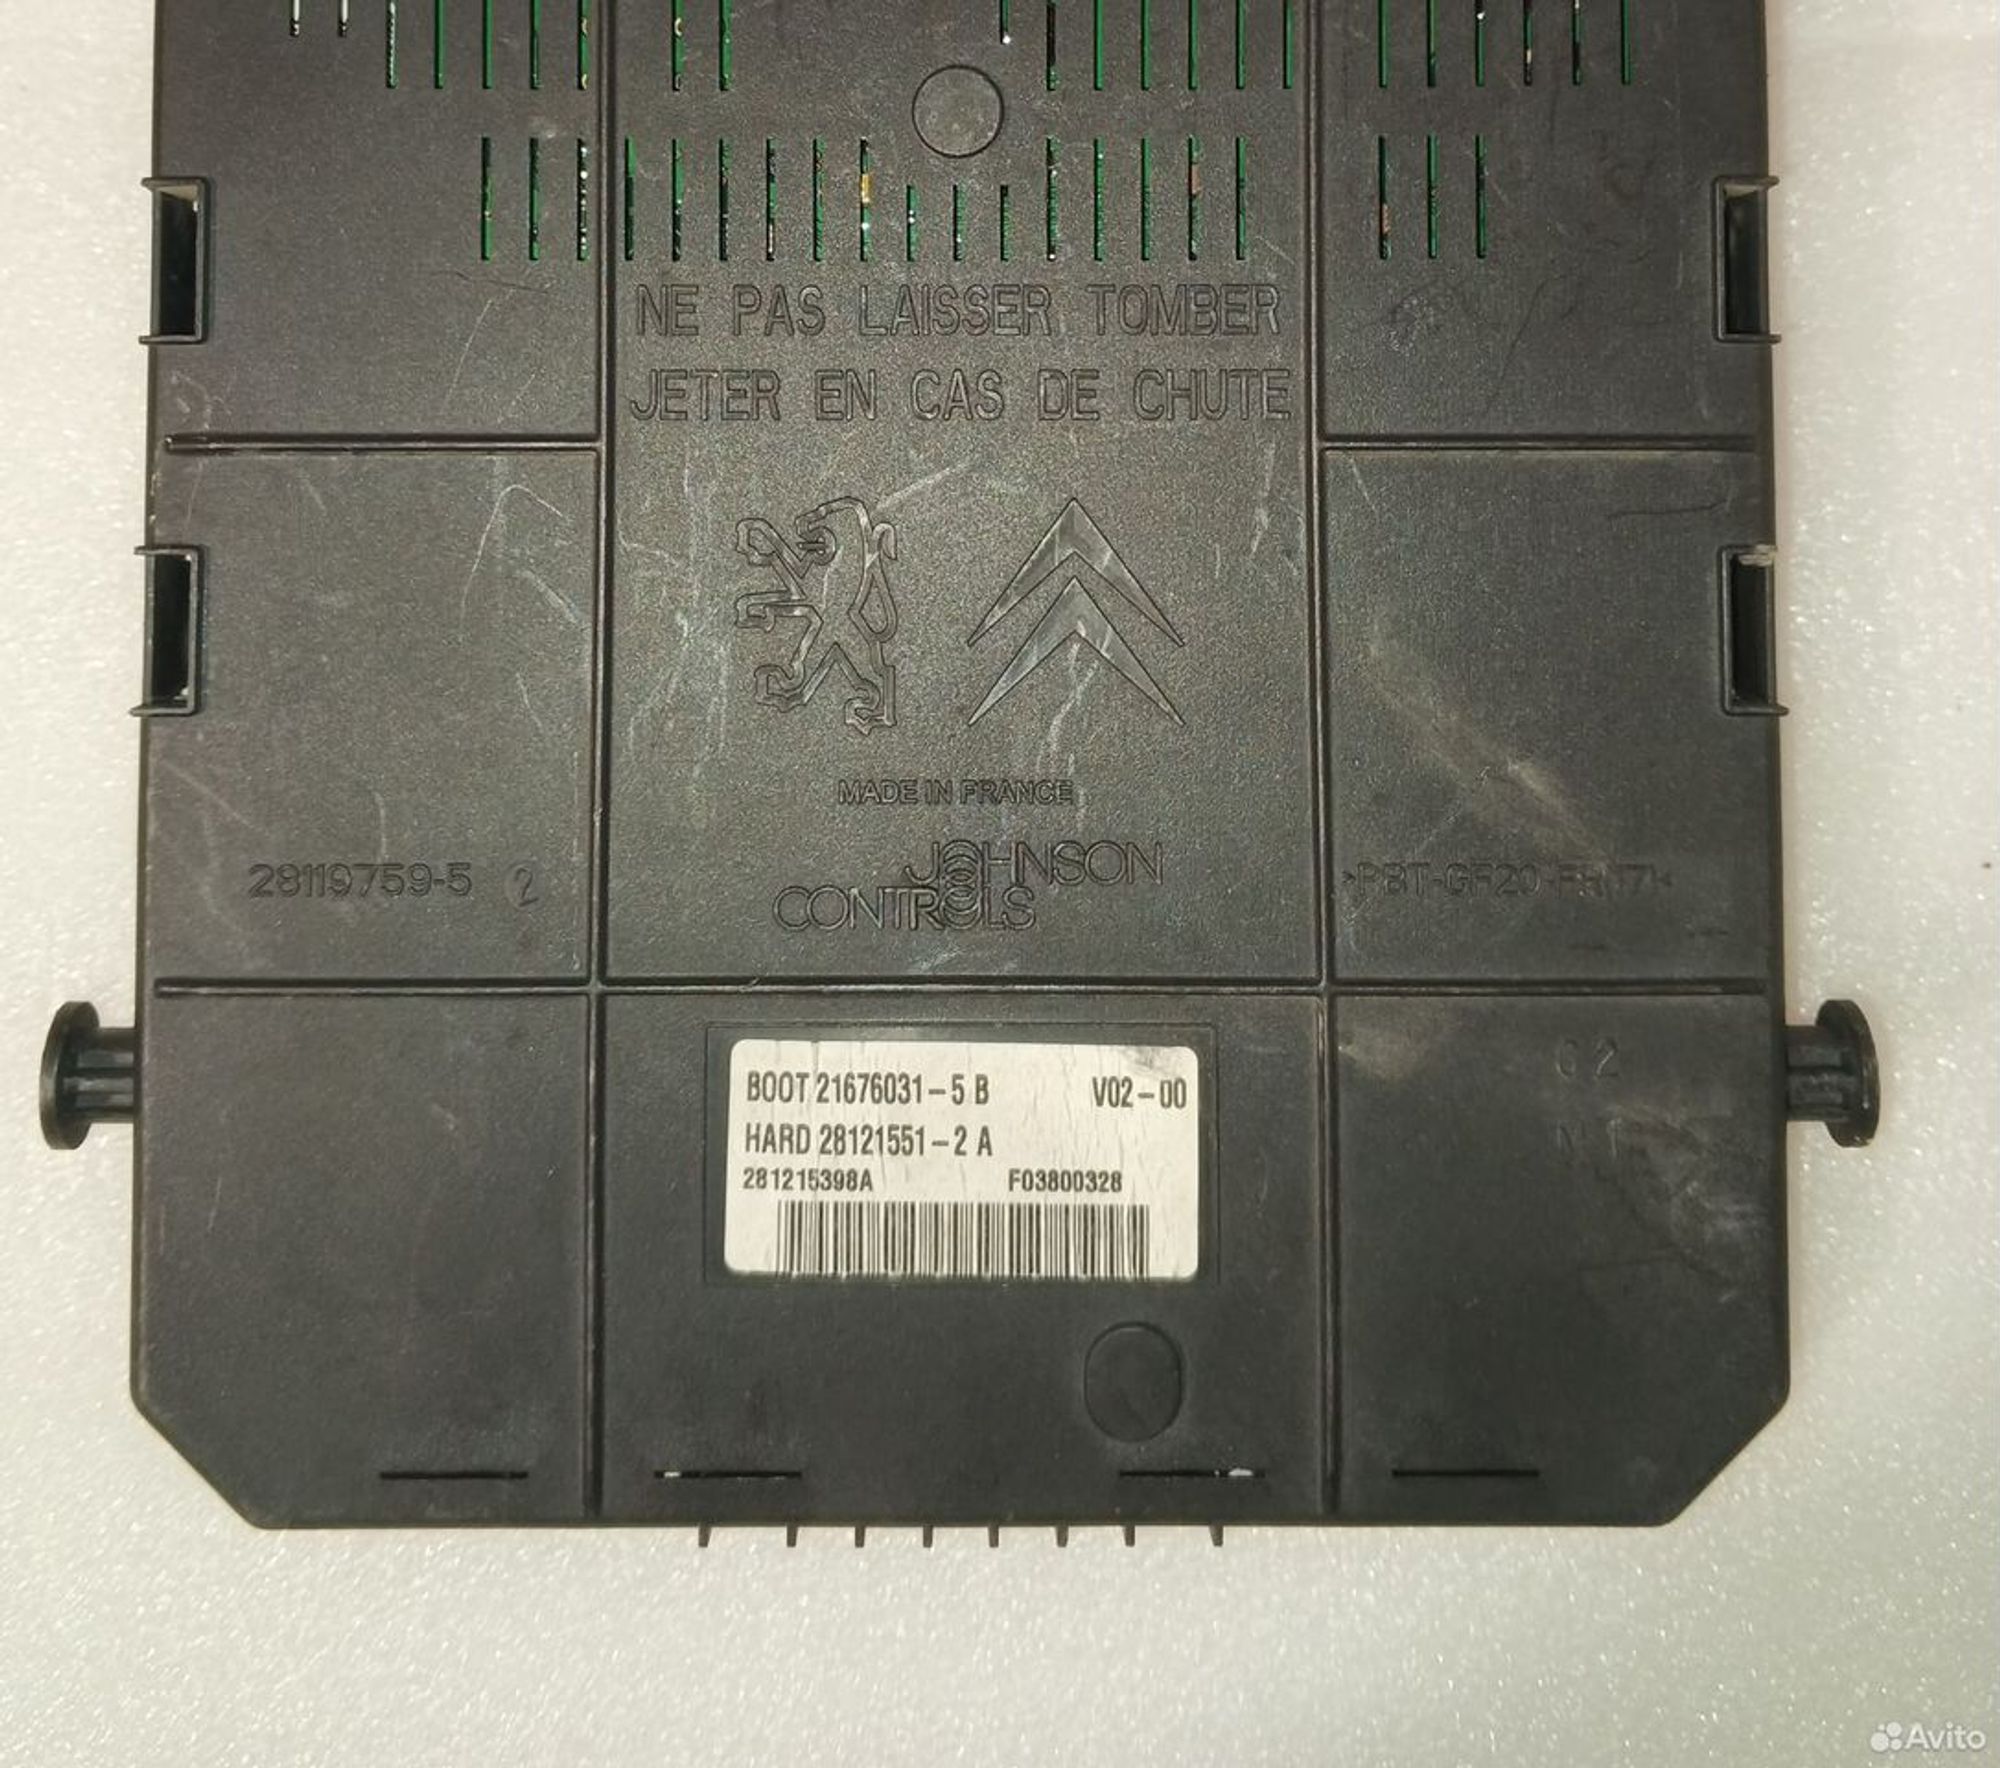 NE PAS LAISSER TOMBER
JETER EN CAS DE CHUTE
MADE IN FRANCE
JOHNSON
CONTROLS
28119759-5 2
BOOT 21676031-5 B V02-00
HARD 28121551-2 A
281215398A F03800328
Avito